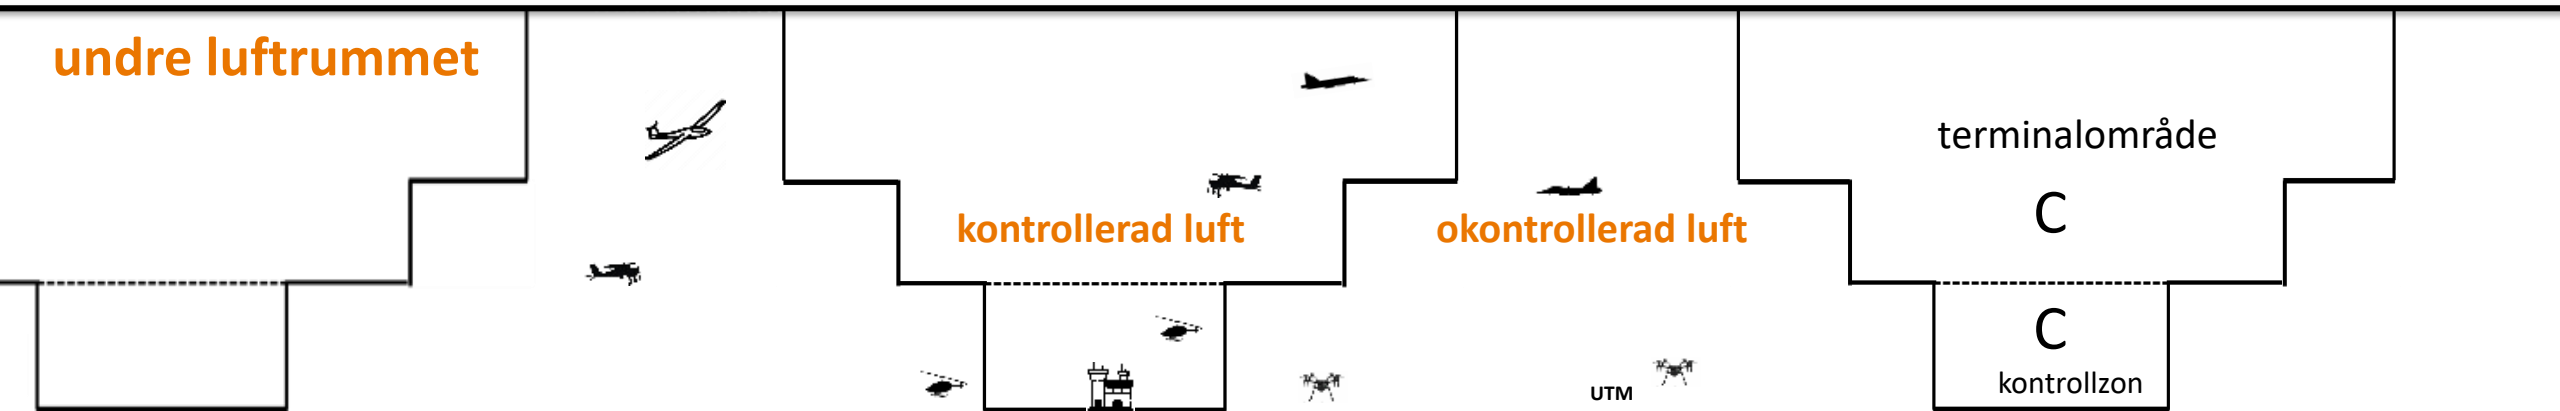 undre luftrummet
kontrollerad luft
okontrollerad luft
UTM
terminalområde
C
C
kontrollzon